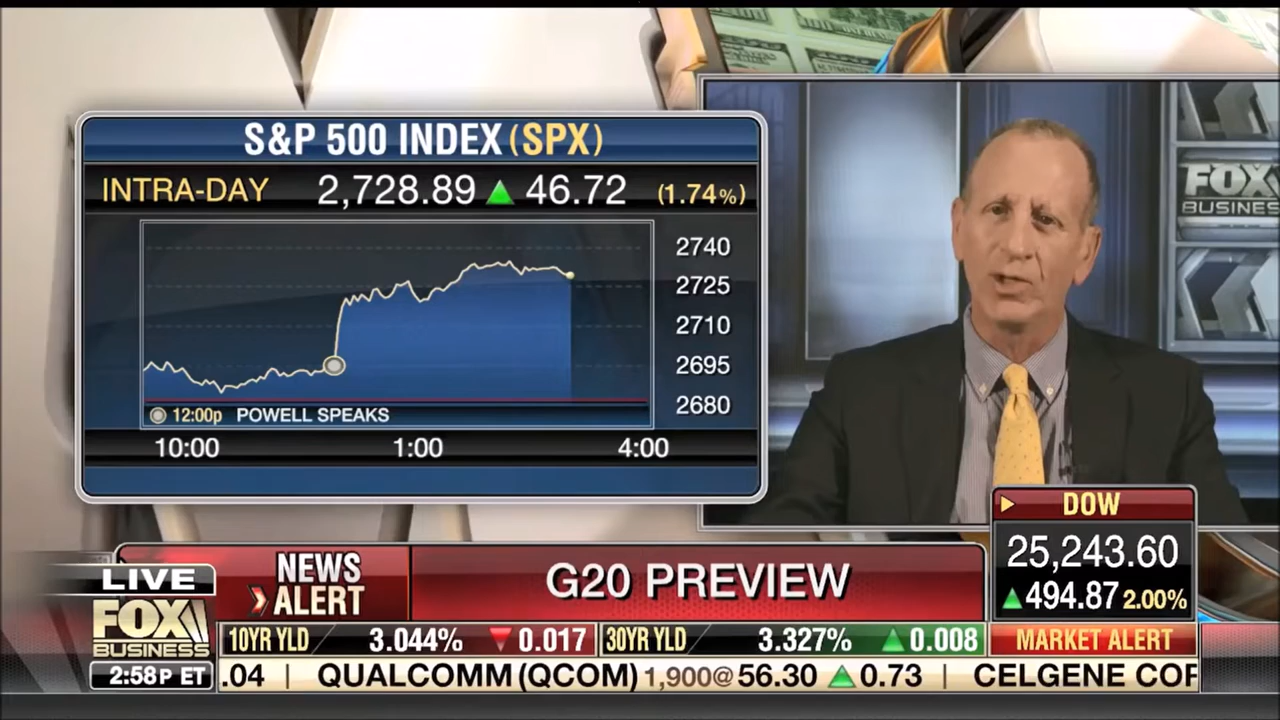 S&P 500 INDEX (SPX)
INTRA-DAY 2,728.89 ▲ 46.72 (1.74%)
2740
2725
2710
2695
2680
12:00p POWELL SPEAKS
10:00 1:00 4:00
FOX
BUSINESS
DOW
25,243.60
▲494.87 2.00%
MARKET ALERT
NEWS
ALERT
G20 PREVIEW
LIVE
FOX
BUSINESS
2:58P ET
10YR YLD 3.044% ▼ 0.017 30YR YLD 3.327% ▲ 0.008
.04 | QUALCOMM (QCOM) 1,900@ 56.30 ▲ 0.73 | CELGENE COR